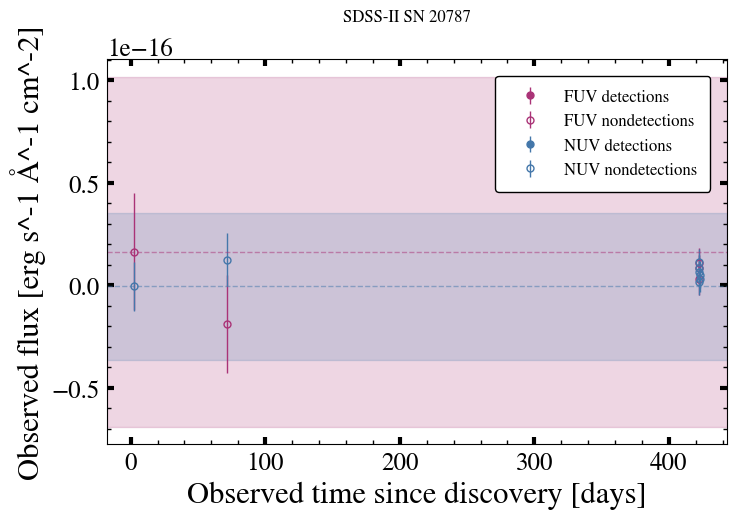 SDSS-II SN 20787
1e−16
Observed flux [erg s^-1 Å^-1 cm^-2]
1.0
0.5
0.0
−0.5
FUV detections
FUV nondetections
NUV detections
NUV nondetections
0 100 200 300 400
Observed time since discovery [days]